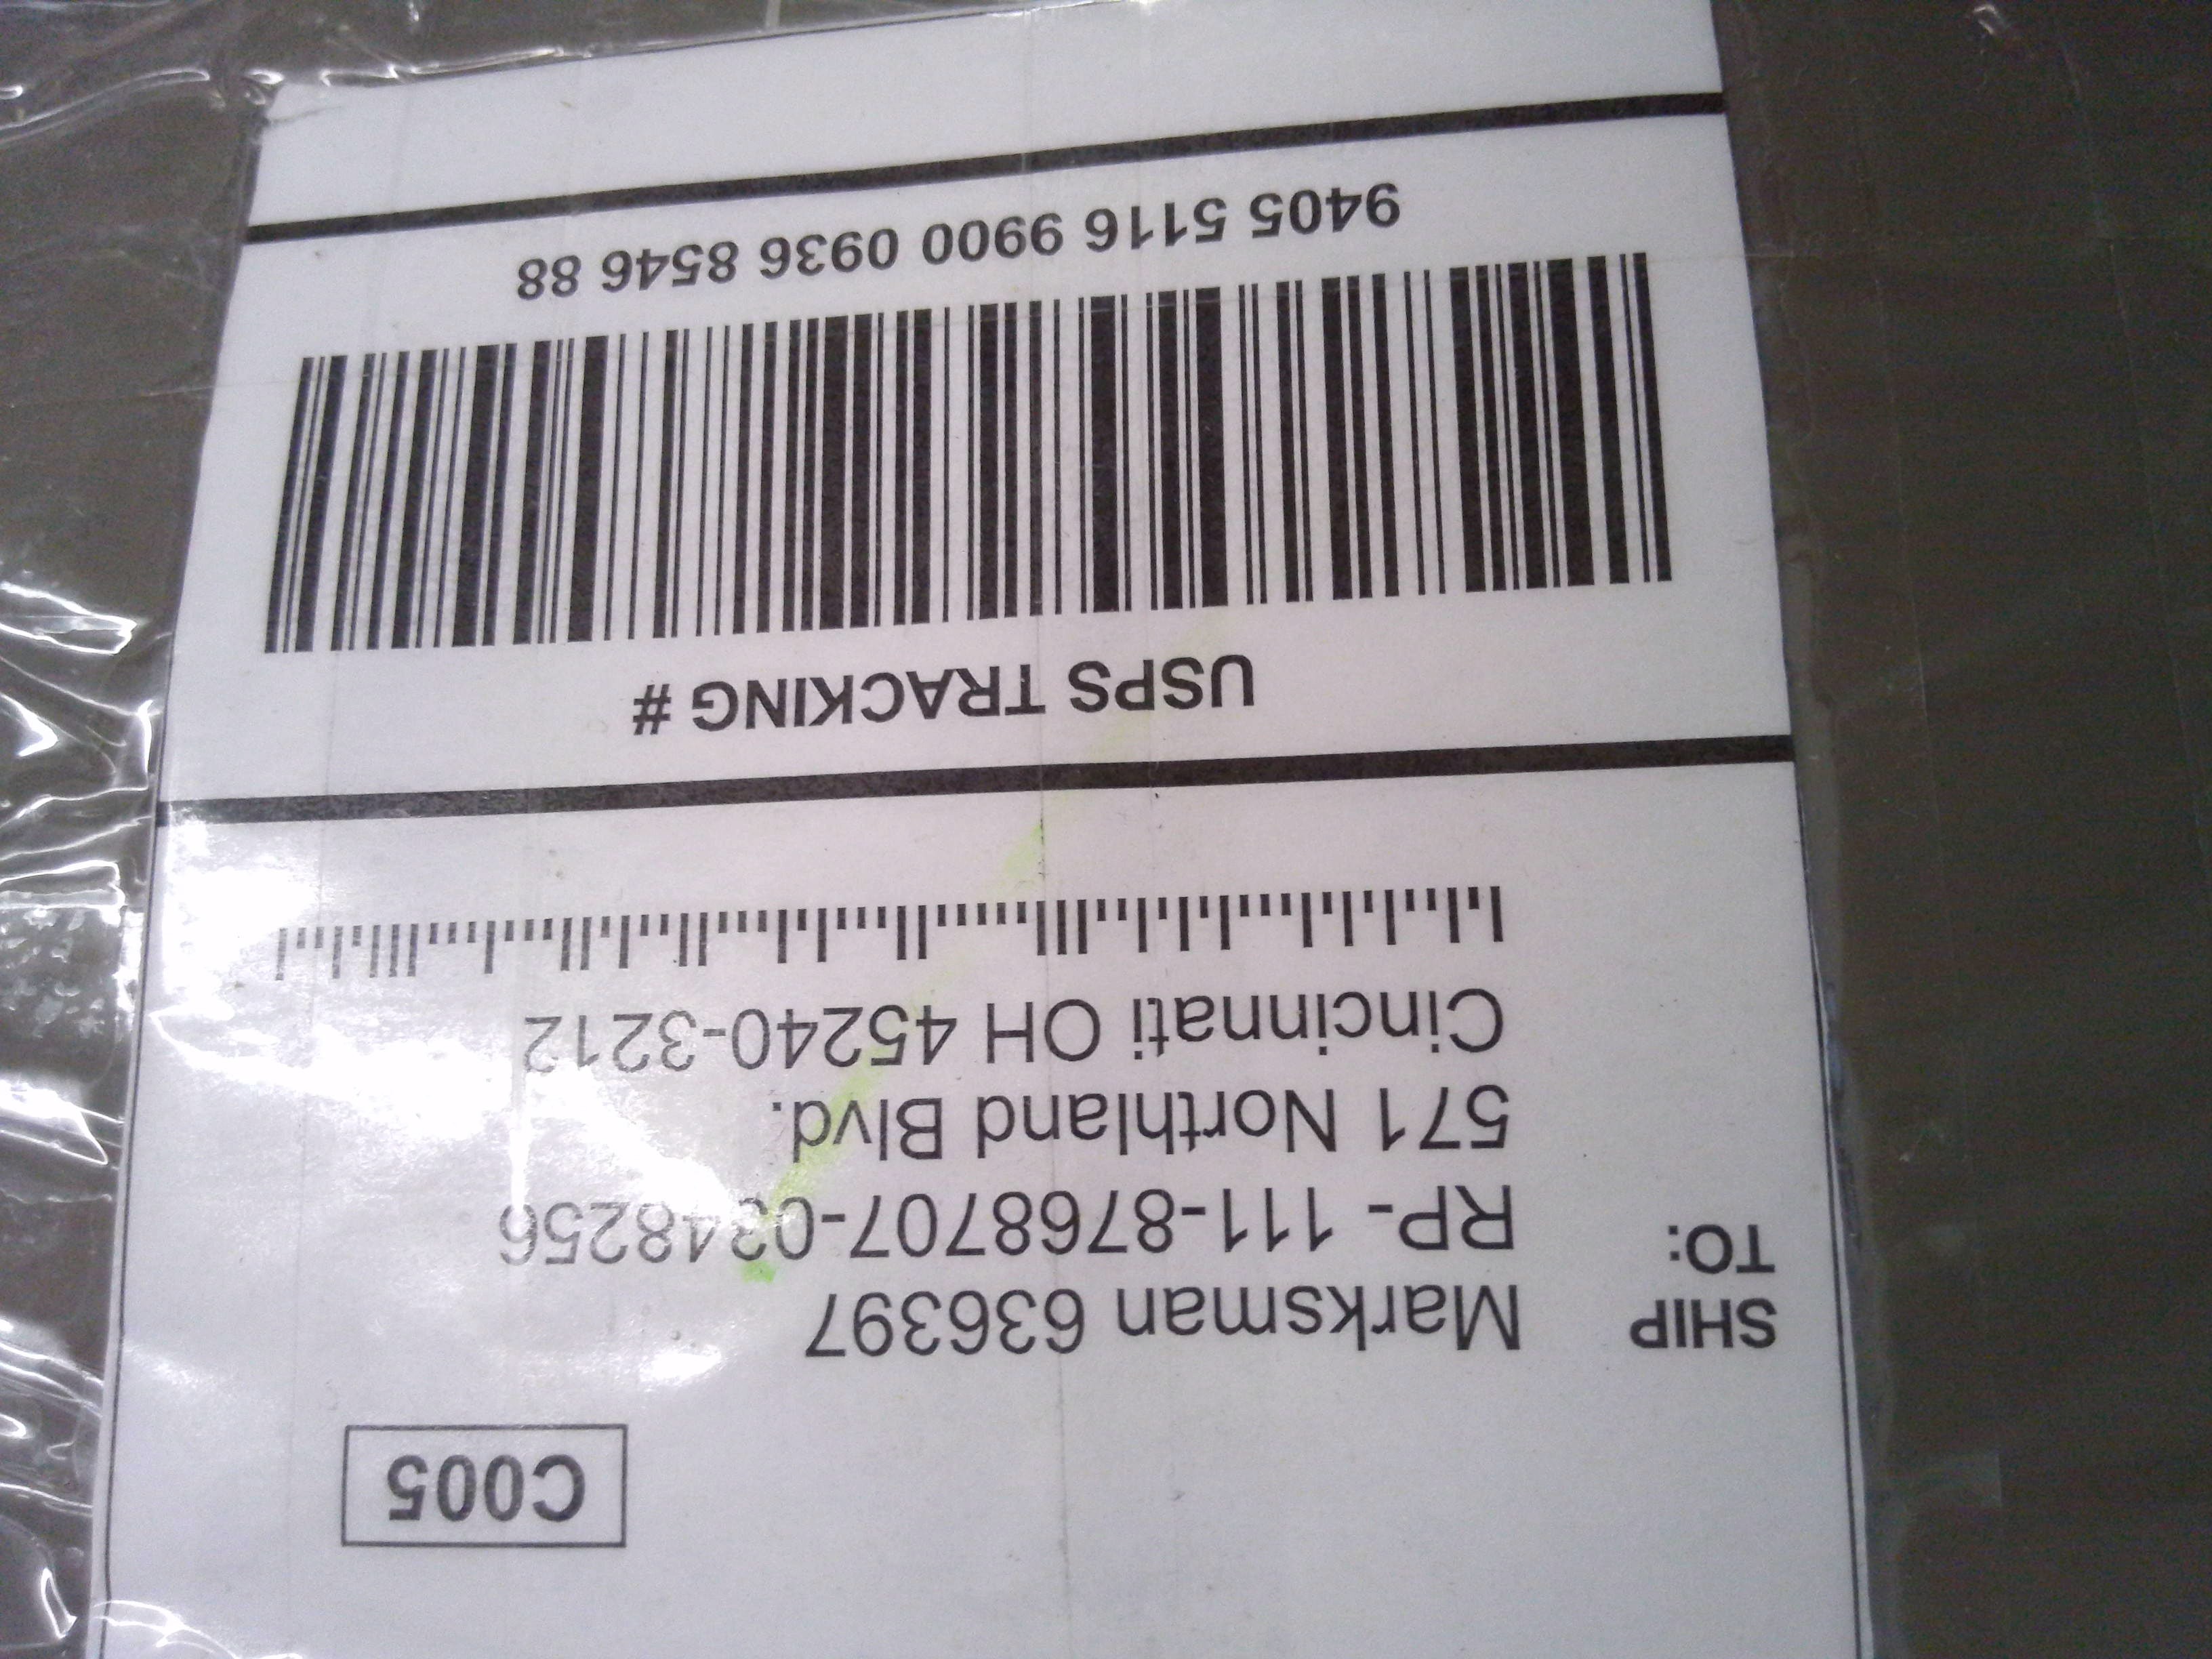 C005
SHIP
TO:
Marksman 636397
RP- 111-8768707-0348256
571 Northland Blvd.
Cincinnati OH 45240-3212
USPS TRACKING #
9405 5116 9900 0936 8546 88